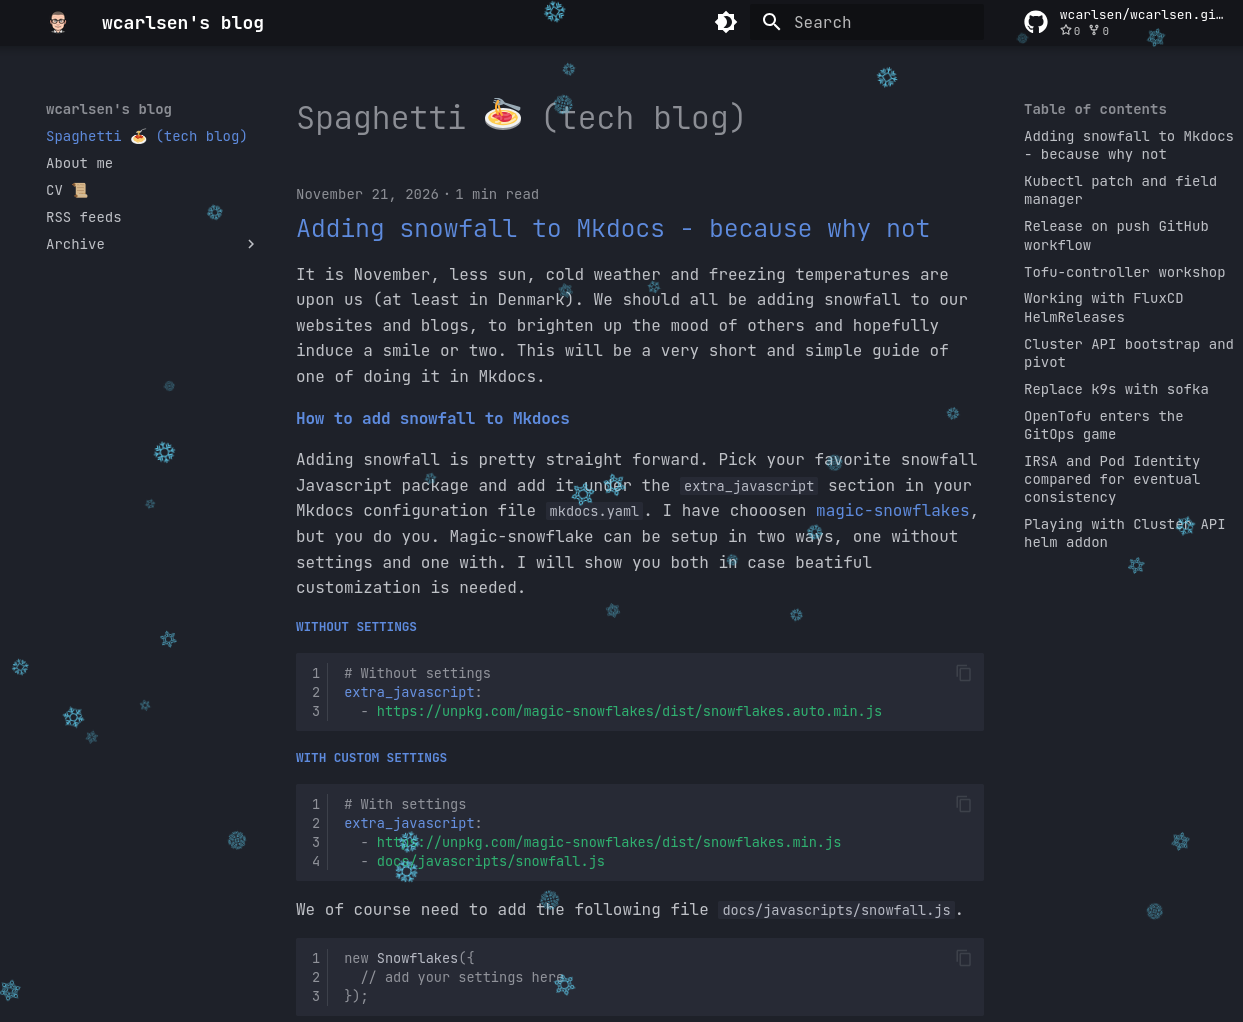 wcarlsen's blog
Search
wcarlsen/wcarlsen.gi…
0 0
wcarlsen's blog
Spaghetti 🍝 (tech blog)
About me
CV 📜
RSS feeds
Archive
Spaghetti 🍝 (tech blog)
November 21, 2026 · 1 min read
Adding snowfall to Mkdocs - because why not
It is November, less sun, cold weather and freezing temperatures are
upon us (at least in Denmark). We should all be adding snowfall to our
websites and blogs, to brighten up the mood of others and hopefully
induce a smile or two. This will be a very short and simple guide of
one of doing it in Mkdocs.
How to add snowfall to Mkdocs
Adding snowfall is pretty straight forward. Pick your favorite snowfall
Javascript package and add it under the extra_javascript section in your
Mkdocs configuration file mkdocs.yaml. I have chooosen magic-snowflakes,
but you do you. Magic-snowflake can be setup in two ways, one without
settings and one with. I will show you both in case beatiful
customization is needed.
WITHOUT SETTINGS
1 # Without settings
2 extra_javascript:
3   - https://unpkg.com/magic-snowflakes/dist/snowflakes.auto.min.js
WITH CUSTOM SETTINGS
1 # With settings
2 extra_javascript:
3   - https://unpkg.com/magic-snowflakes/dist/snowflakes.min.js
4   - docs/javascripts/snowfall.js
We of course need to add the following file docs/javascripts/snowfall.js.
1 new Snowflakes({
2   // add your settings here
3 });
Table of contents
Adding snowfall to Mkdocs
- because why not
Kubectl patch and field
manager
Release on push GitHub
workflow
Tofu-controller workshop
Working with FluxCD
HelmReleases
Cluster API bootstrap and
pivot
Replace k9s with sofka
OpenTofu enters the
GitOps game
IRSA and Pod Identity
compared for eventual
consistency
Playing with Cluster API
helm addon